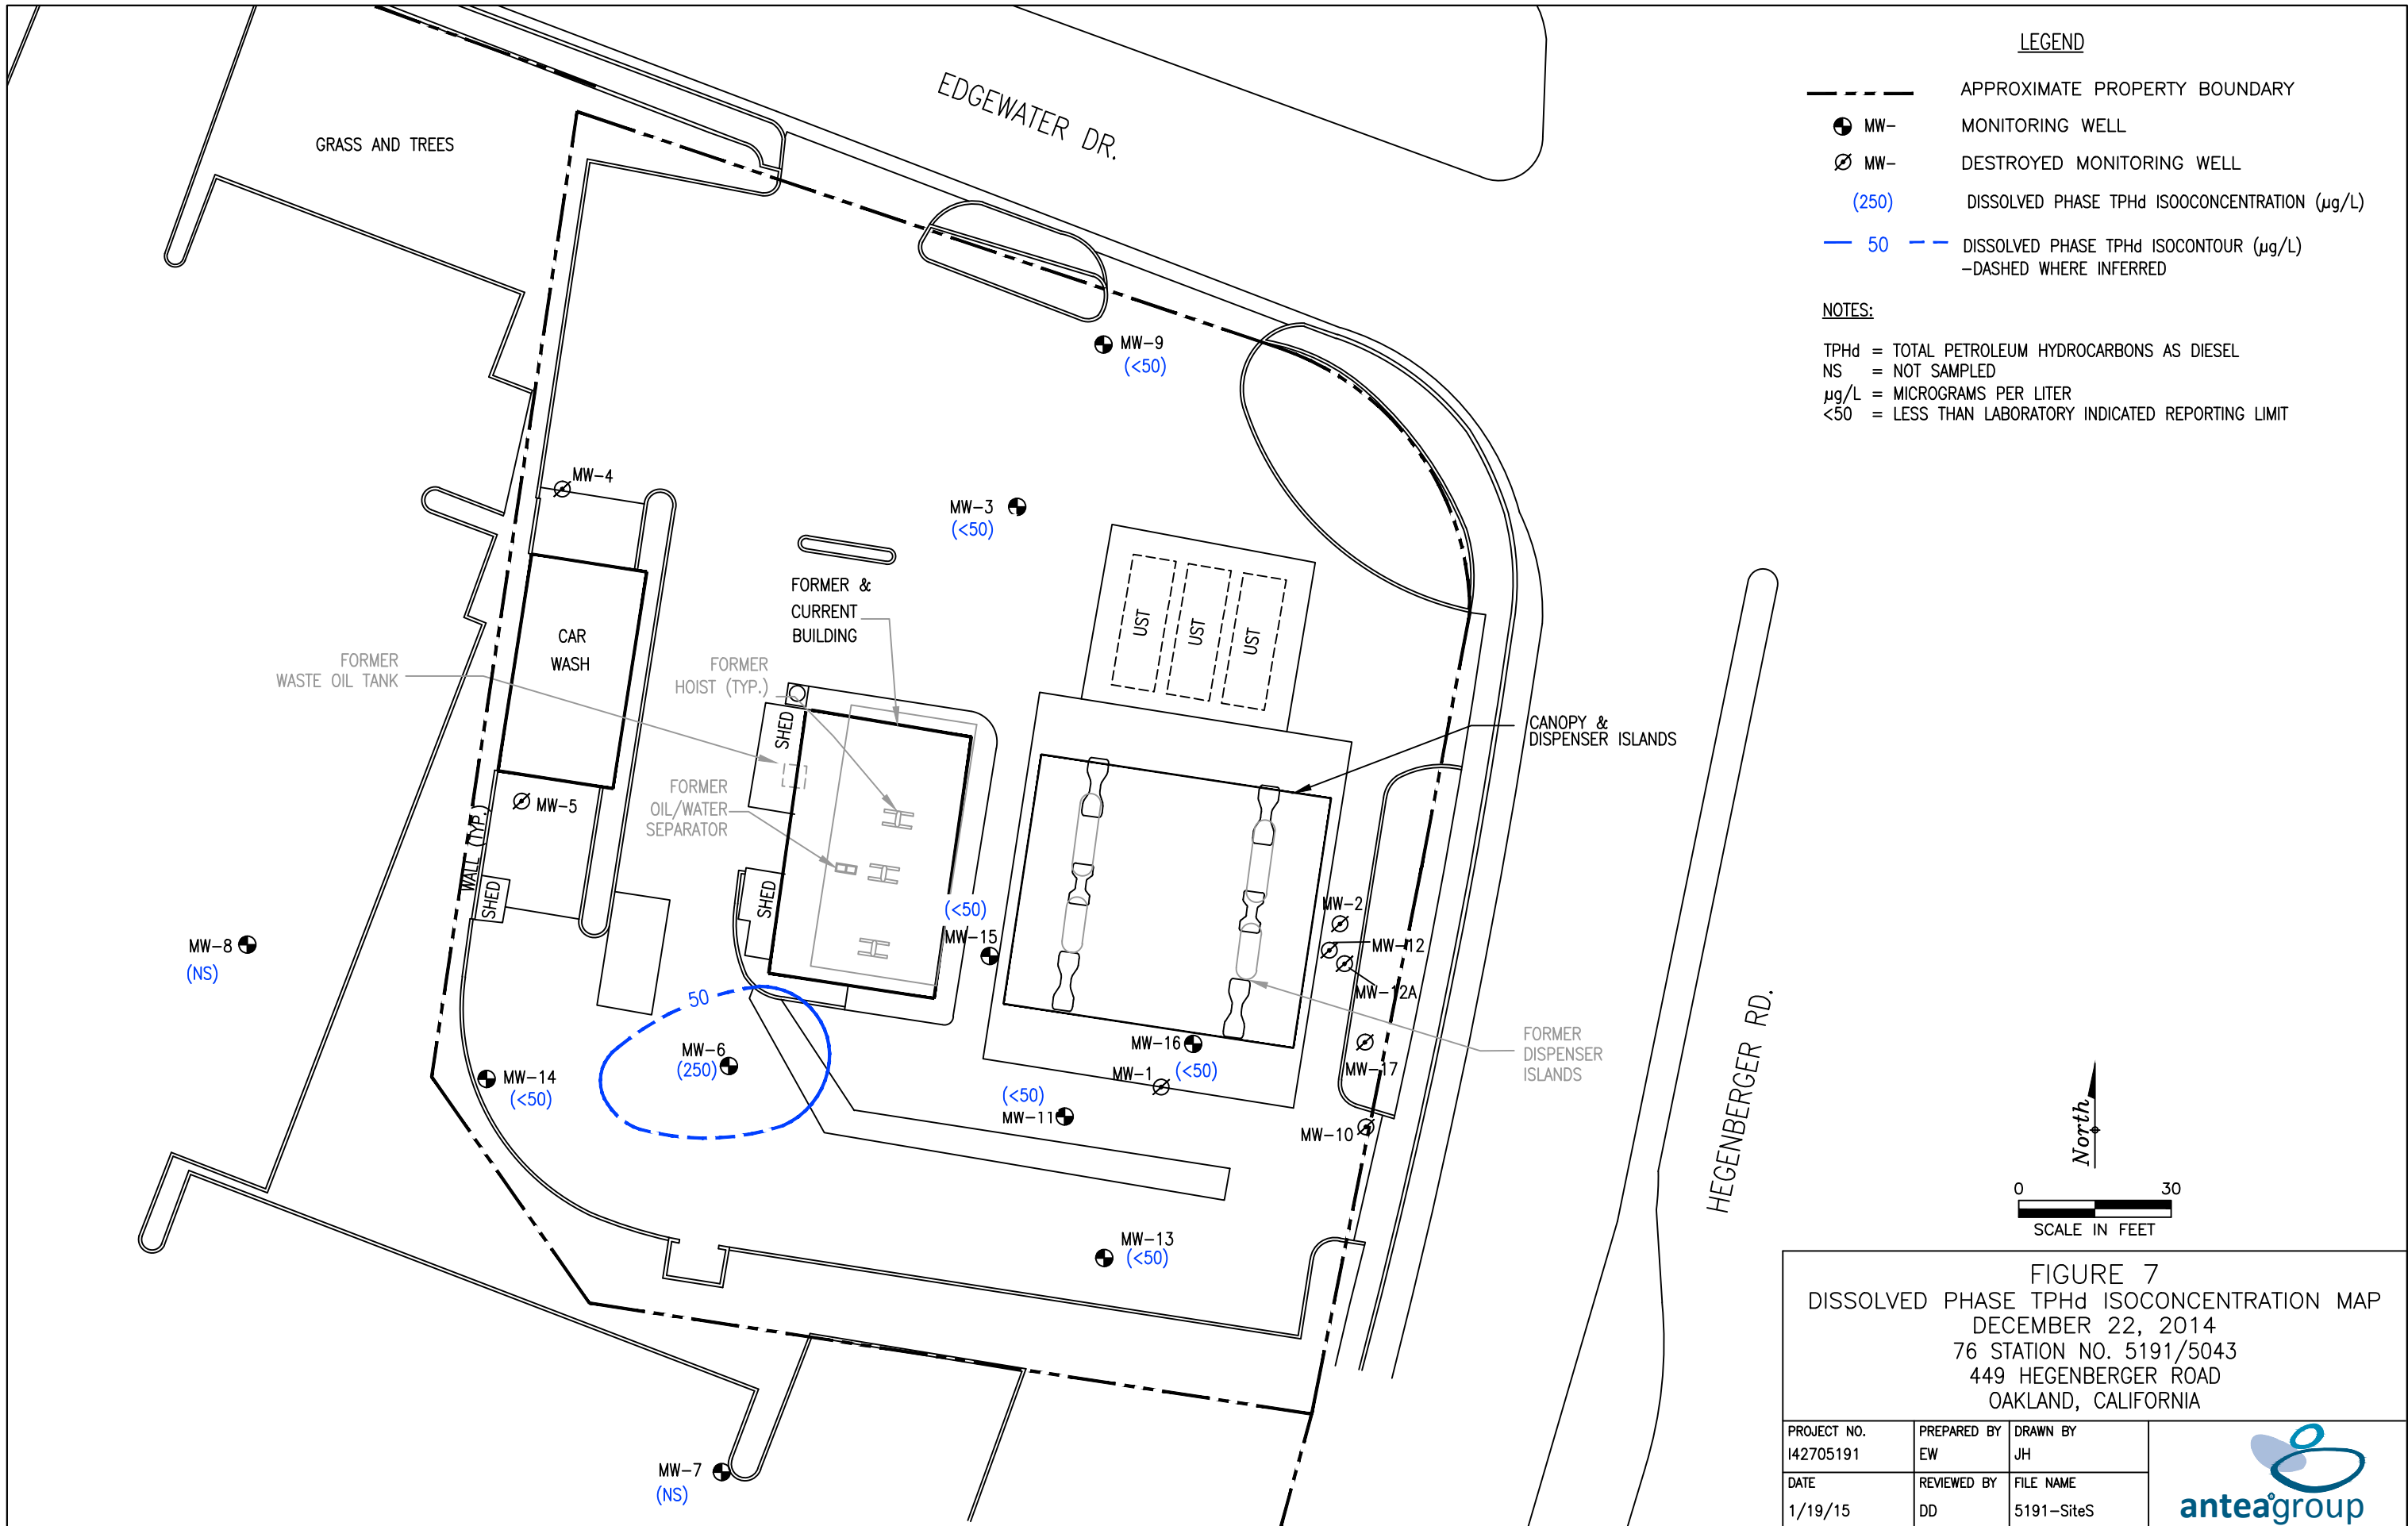 EDGEWATER DR.
GRASS AND TREES
LEGEND
APPROXIMATE PROPERTY BOUNDARY
MW- MONITORING WELL
MW- DESTROYED MONITORING WELL
(250) DISSOLVED PHASE TPHd ISOOCONCENTRATION (µg/L)
50 DISSOLVED PHASE TPHd ISOCONTOUR (µg/L)
-DASHED WHERE INFERRED
NOTES:
TPHd = TOTAL PETROLEUM HYDROCARBONS AS DIESEL
NS = NOT SAMPLED
µg/L = MICROGRAMS PER LITER
<50 = LESS THAN LABORATORY INDICATED REPORTING LIMIT
MW-9
(<50)
MW-4
MW-3
(<50)
FORMER &
CURRENT
BUILDING
UST
UST
UST
CAR
WASH
FORMER
WASTE OIL TANK
FORMER
HOIST (TYP.)
SHED
CANOPY &
DISPENSER ISLANDS
FORMER
OIL/WATER
SEPARATOR
MW-5
WALL (TYP.)
SHED
SHED
(<50)
MW-15
MW-2
MW-12
MW-12A
MW-8
(NS)
50
MW-6
(250)
MW-14
(<50)
MW-16
(<50)
MW-1
MW-17
(<50)
MW-11
MW-10
FORMER
DISPENSER
ISLANDS
HEGENBERGER RD.
North
0 30
SCALE IN FEET
MW-13
(<50)
MW-7
(NS)
FIGURE 7
DISSOLVED PHASE TPHd ISOCONCENTRATION MAP
DECEMBER 22, 2014
76 STATION NO. 5191/5043
449 HEGENBERGER ROAD
OAKLAND, CALIFORNIA
PROJECT NO. PREPARED BY DRAWN BY
I42705191 EW JH
DATE REVIEWED BY FILE NAME
1/19/15 DD 5191-SiteS
anteagroup